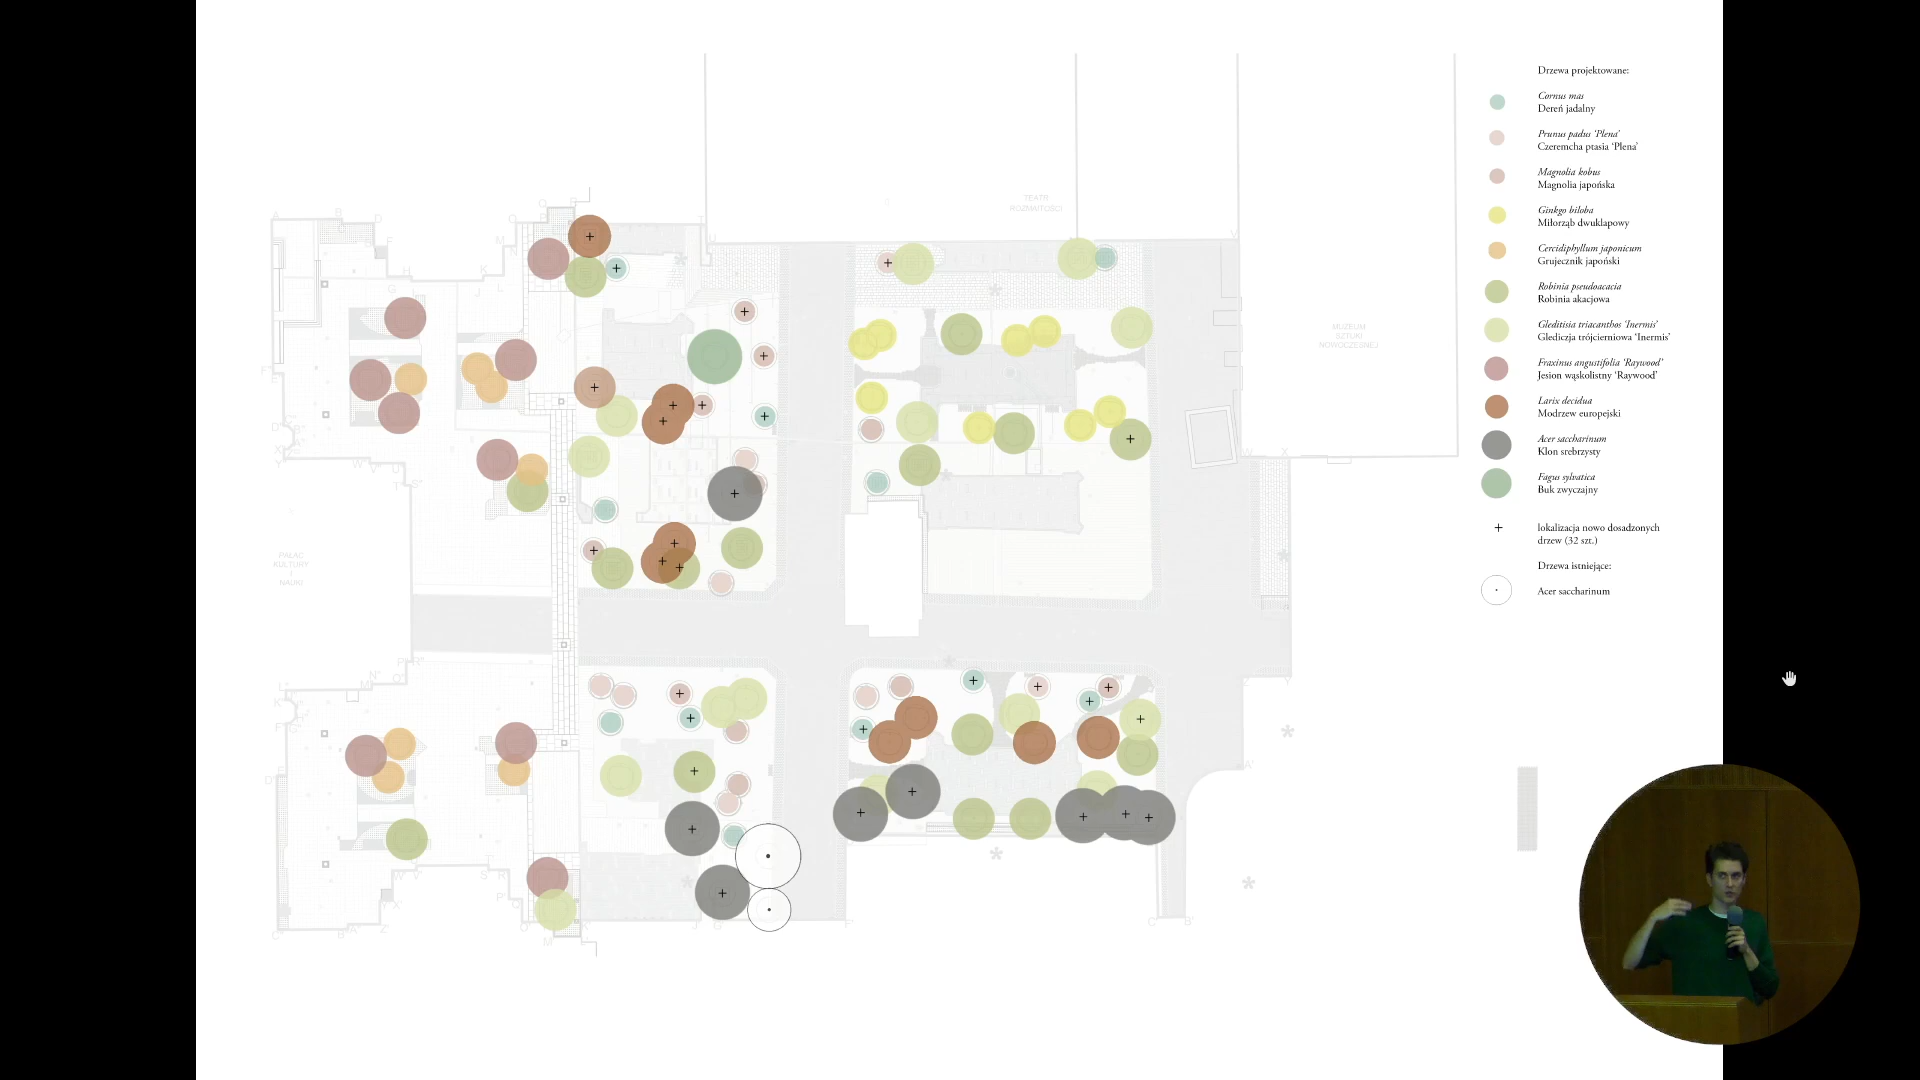 Drzewa projektowane:
Cornus mas
Dereń jadalny
Prunus padus ‘Plena’
Czeremcha ptasia ‘Plena’
Magnolia kobus
Magnolia japońska
Ginkgo biloba
Miłorząb dwuklapowy
Cercidiphyllum japonicum
Grujecznik japoński
Robinia pseudoacacia
Robinia akacjowa
Gleditisia triacanthos ‘Inermis’
Glediczja trójcierniowa ‘Inermis’
Fraxinus angustifolia ‘Raywood’
Jesion wąskolistny ‘Raywood’
Larix decidua
Modrzew europejski
Acer saccharinum
Klon srebrzysty
Fagus sylvatica
Buk zwyczajny
lokalizacja nowo dosadzonych
drzew (32 szt.)
Drzewa istniejące:
Acer saccharinum
TEATR
ROZMAITOŚCI
MUZEUM
SZTUKI
NOWOCZESNEJ
PAŁAC
KULTURY
I
NAUKI